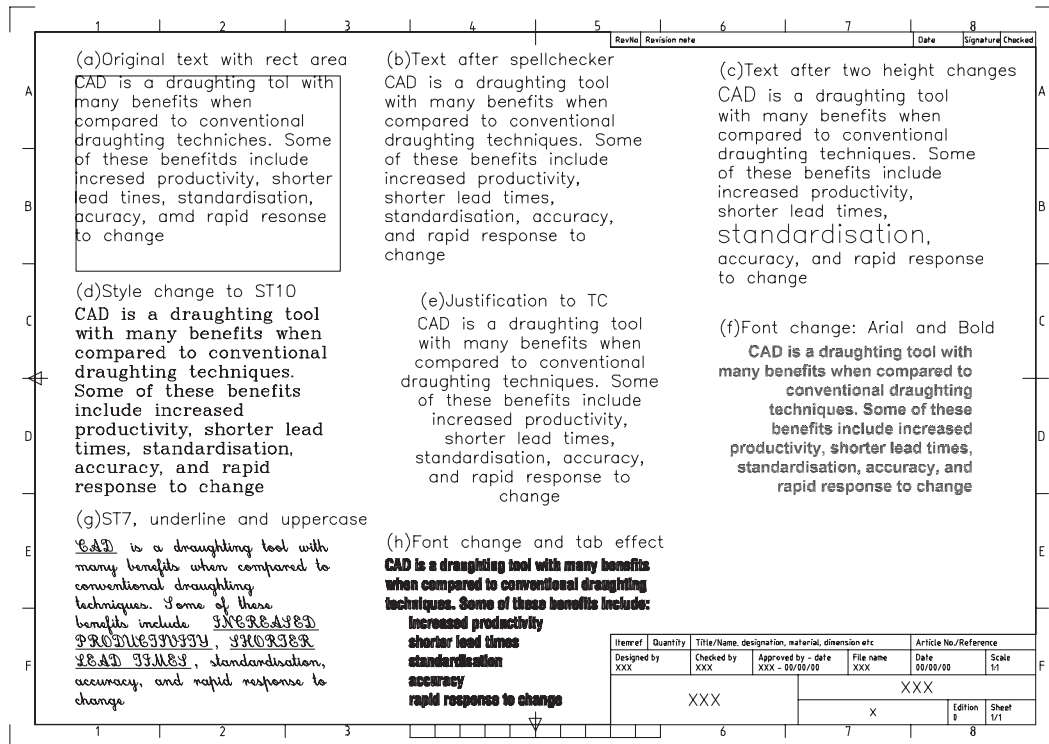 1 2 3 4 5 6 7 8
RevNo Revision note Date Signature Checked
A
B
C
D
E
F
(a)Original text with rect area
CAD is a draughting tol with
many benefits when
compared to conventional
draughting techniches. Some
of these benefitds include
incresed productivity, shorter
lead tines, standardisation,
acuracy, amd rapid resonse
to change
(b)Text after spellchecker
CAD is a draughting tool
with many benefits when
compared to conventional
draughting techniques. Some
of these benefits include
increased productivity,
shorter lead times,
standardisation, accuracy,
and rapid response to
change
(c)Text after two height changes
CAD is a draughting tool
with many benefits when
compared to conventional
draughting techniques. Some
of these benefits include
increased productivity,
shorter lead times,
standardisation,
accuracy, and rapid response
to change
(d)Style change to ST10
CAD is a draughting tool
with many benefits when
compared to conventional
draughting techniques.
Some of these benefits
include increased
productivity, shorter lead
times, standardisation,
accuracy, and rapid
response to change
(e)Justification to TC
CAD is a draughting tool
with many benefits when
compared to conventional
draughting techniques. Some
of these benefits include
increased productivity,
shorter lead times,
standardisation, accuracy,
and rapid response to
change
(f)Font change: Arial and Bold
CAD is a draughting tool with
many benefits when compared to
conventional draughting
techniques. Some of these
benefits include increased
productivity, shorter lead times,
standardisation, accuracy, and
rapid response to change
(g)ST7, underline and uppercase
CAD is a draughting tool with
many benefits when compared to
conventional draughting
techniques. Some of these
benefits include INCREASED
PRODUCTIVITY, SHORTER
LEAD TIMES, standardisation,
accuracy, and rapid response to
change
(h)Font change and tab effect
CAD is a draughting tool with many benefits
when compared to conventional draughting
techniques. Some of these benefits include:
increased productivity
shorter lead times
standardisation
accuracy
rapid response to change
Itemref Quantity Title/Name, designation, material, dimension etc Article No./Reference
Designed by Checked by Approved by - date File name Date Scale
XXX XXX XXX - 00/00/00 XXX 00/00/00 1:1
XXX XXX
X Edition Sheet
0 1/1
A
B
C
D
E
F
1 2 3 4 5 6 7 8